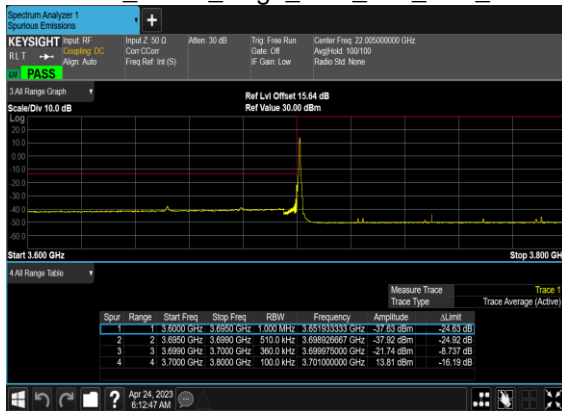 Spectrum Analyzer 1
Spurious Emissions
KEYSIGHT Input: RF Input Z: 50 Ω Atten: 30 dB Trig: Free Run Center Freq: 22.005000000 GHz
RLT Coupling: DC Corr CCorr Gate: Off Avg|Hold: 100/100
Align: Auto Freq Ref: Int (S) IF Gain: Low Radio Std: None
PASS
3 All Range Graph
Ref Lvl Offset 15.64 dB
Scale/Div 10.0 dB Ref Value 30.00 dBm
Log
20.0
10.0
0.00
-10.0
-20.0
-30.0
-40.0
-50.0
-60.0
Start 3.600 GHz Stop 3.800 GH
4 All Range Table
Measure Trace Trace 1
Trace Type Trace Average (Active)
Spur Range Start Freq Stop Freq RBW Frequency Amplitude ΔLimit
1 1 3.6000 GHz 3.6950 GHz 1.000 MHz 3.651933333 GHz -37.63 dBm -24.63 dB
2 2 3.6950 GHz 3.6990 GHz 510.0 kHz 3.698926667 GHz -37.92 dBm -24.92 dB
3 3 3.6990 GHz 3.7000 GHz 360.0 kHz 3.699975000 GHz -21.74 dBm -8.737 dB
4 4 3.7000 GHz 3.8000 GHz 100.0 kHz 3.701000000 GHz 13.81 dBm -16.19 dB
? Apr 24, 2023
6:12:47 AM